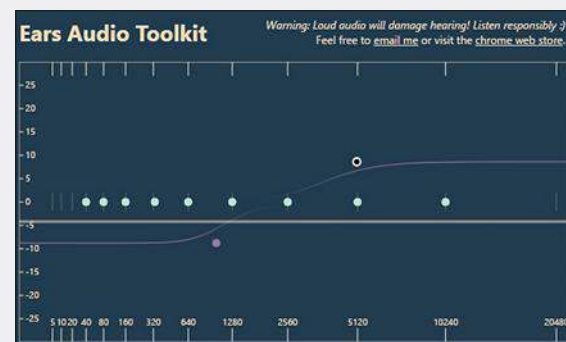 Ears Audio Toolkit
Warning: Loud audio will damage hearing! Listen responsibly :)
Feel free to email me or visit the chrome web store.
25
20
15
10
5
0
-5
-10
-15
-20
-25
5 10 20 40 80 160 320 640 1280 2560 5120 10240 20480